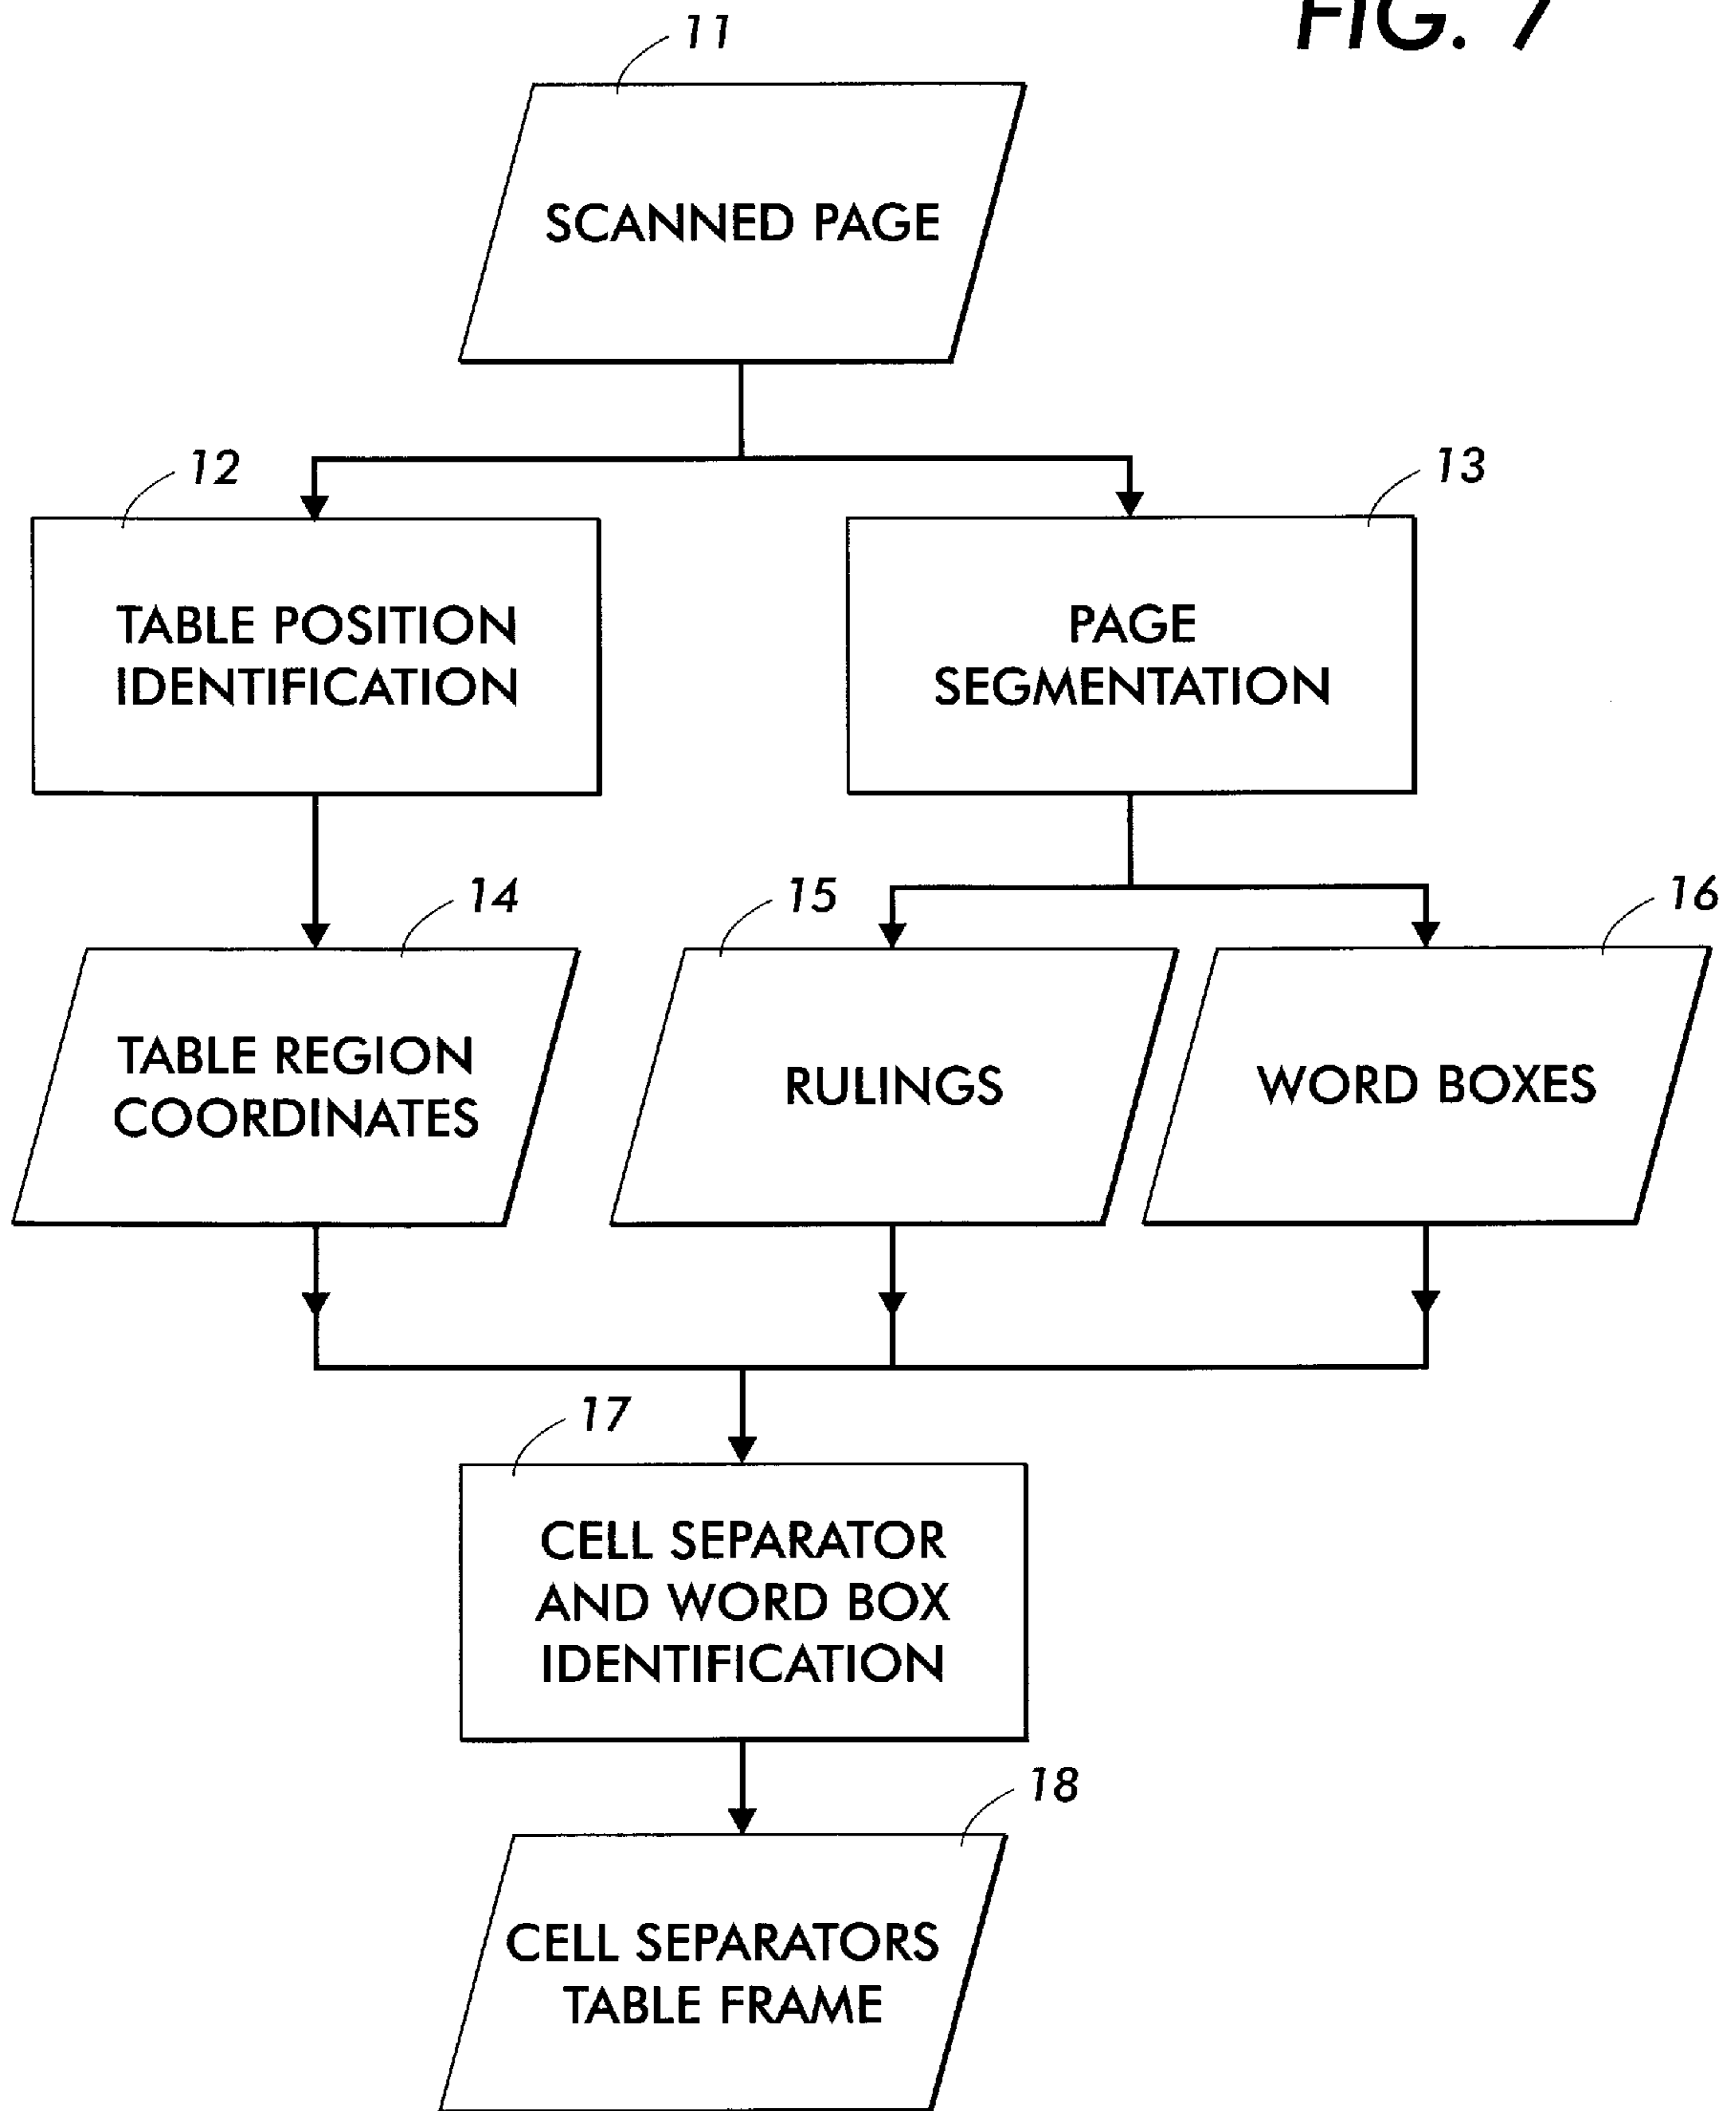 FIG. 7
11
SCANNED PAGE
12
13
TABLE POSITION
IDENTIFICATION
PAGE
SEGMENTATION
14
15
16
TABLE REGION
COORDINATES
RULINGS
WORD BOXES
17
CELL SEPARATOR
AND WORD BOX
IDENTIFICATION
18
CELL SEPARATORS
TABLE FRAME